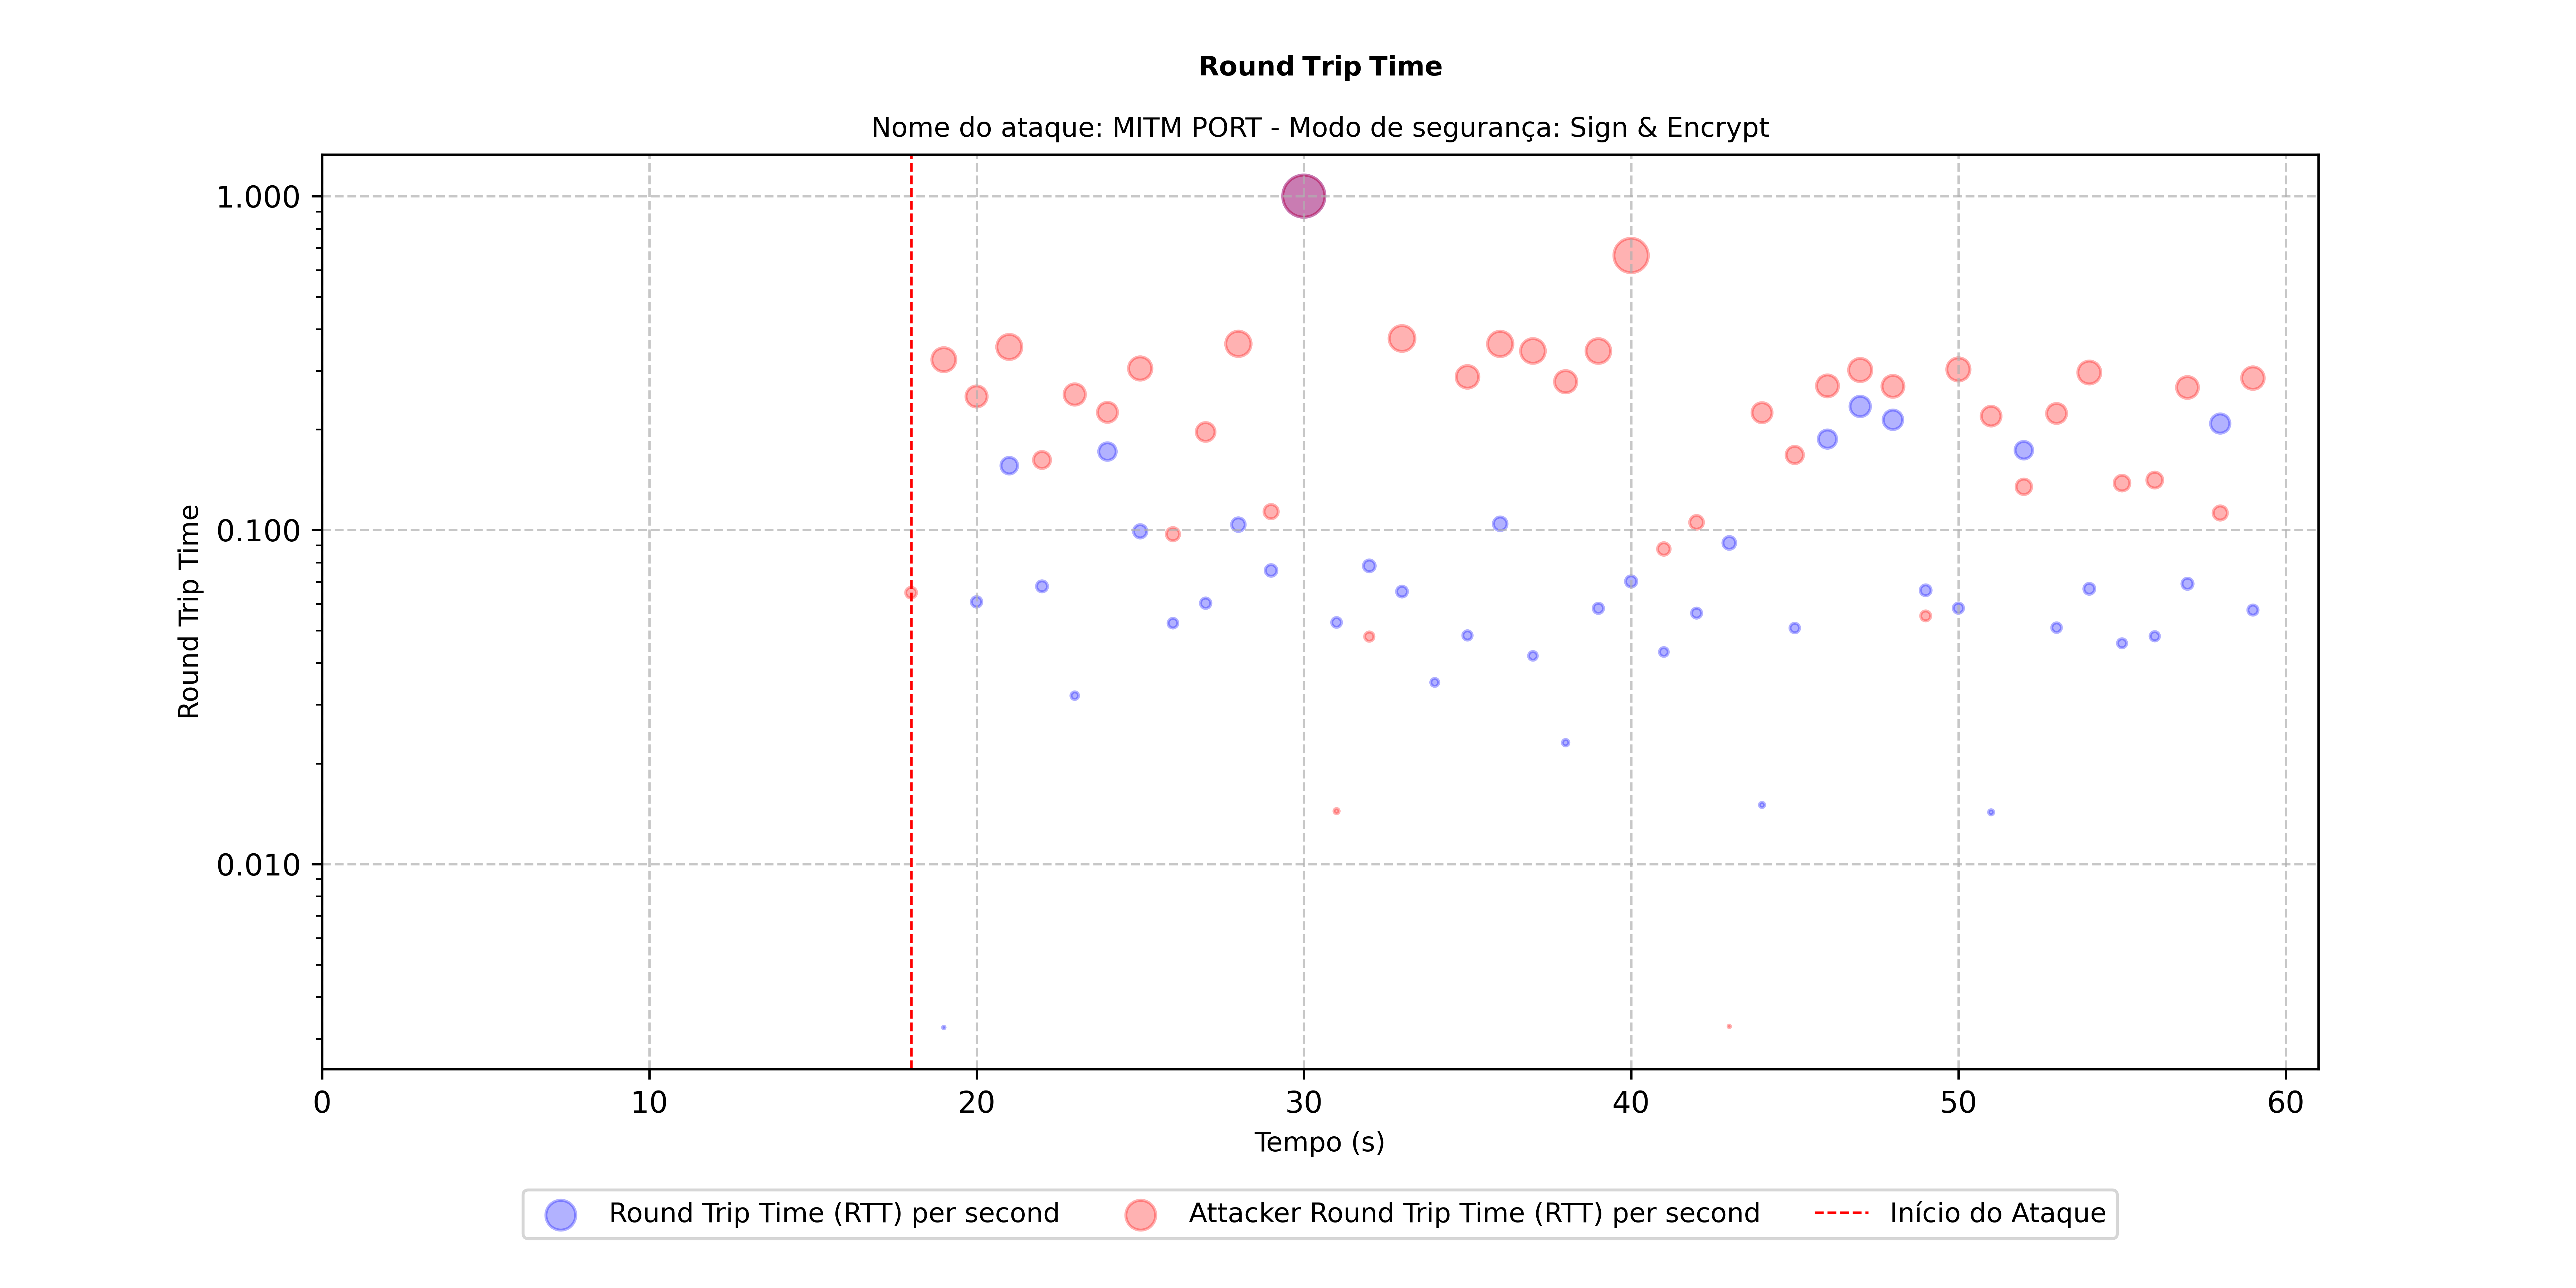 Round Trip Time
Nome do ataque: MITM PORT - Modo de segurança: Sign & Encrypt
Round Trip Time
1.000
0.100
0.010
0 10 20 30 40 50 60
Tempo (s)
Round Trip Time (RTT) per second Attacker Round Trip Time (RTT) per second Início do Ataque